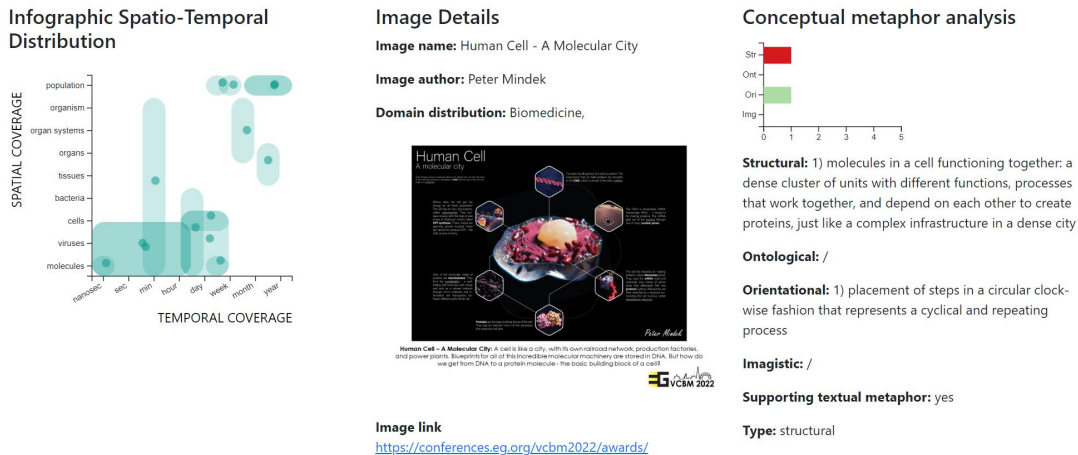 Infographic Spatio-Temporal
Distribution
SPATIAL COVERAGE
population
organism
organ systems
organs
tissues
bacteria
cells
viruses
molecules
nanosec
sec
min
hour
day
week
month
year
TEMPORAL COVERAGE
Image Details
Image name: Human Cell - A Molecular City
Image author: Peter Mindek
Domain distribution: Biomedicine,
Human Cell
A molecular city
Peter Mindek
Human Cell – A Molecular City: A cell is like a city, with its own railroad network, production factories,
and power plants. Blueprints for all of this incredible molecular machinery are stored in DNA. But how do
we get from DNA to a protein molecule - the basic building block of a cell?
EG VCBM 2022
Image link
https://conferences.eg.org/vcbm2022/awards/
Conceptual metaphor analysis
Str
Ont
Ori
Img
0 1 2 3 4 5
Structural: 1) molecules in a cell functioning together: a
dense cluster of units with different functions, processes
that work together, and depend on each other to create
proteins, just like a complex infrastructure in a dense city
Ontological: /
Orientational: 1) placement of steps in a circular clock-
wise fashion that represents a cyclical and repeating
process
Imagistic: /
Supporting textual metaphor: yes
Type: structural